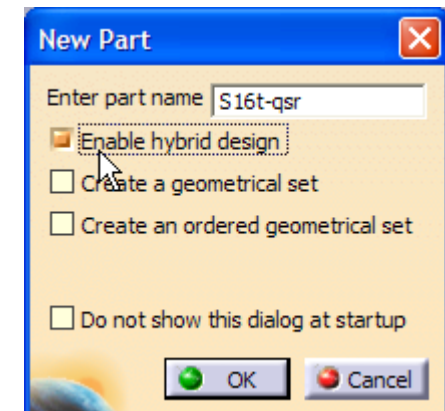 New Part
Enter part name S16t-qsr
Enable hybrid design
Create a geometrical set
Create an ordered geometrical set
Do not show this dialog at startup
OK Cancel